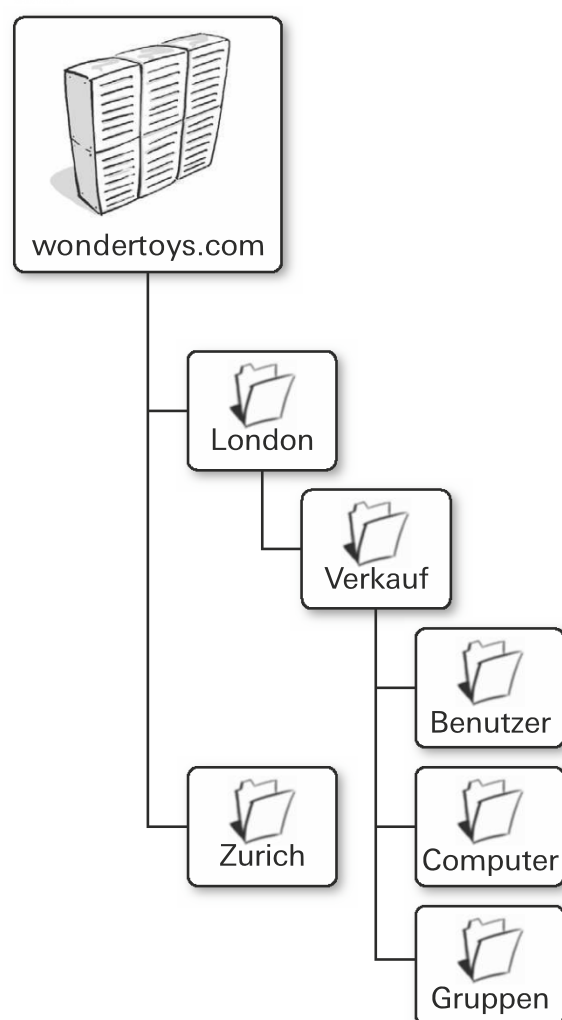 wondertoys.com
London
Verkauf
Benutzer
Zurich
Computer
Gruppen